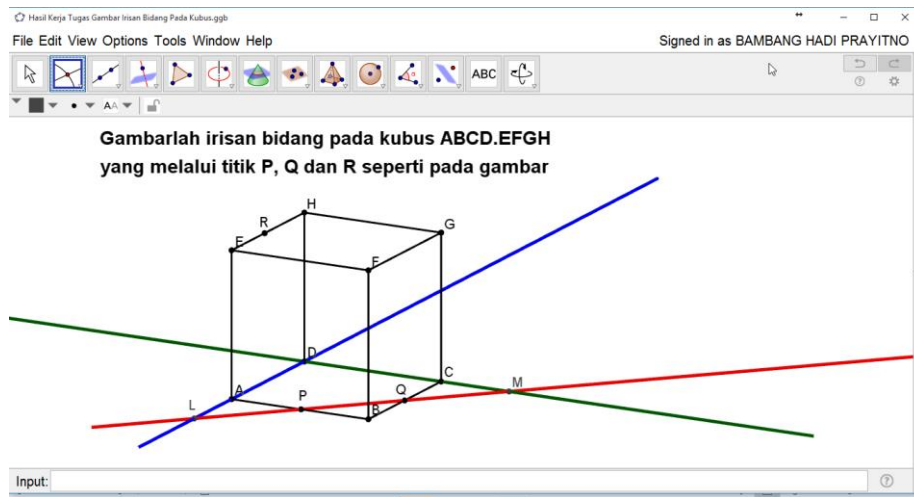 Hasil Kerja Tugas Gambar Irisan Bidang Pada Kubus.ggb
File Edit View Options Tools Window Help
Signed in as BAMBANG HADI PRAYITNO
ABC
AA
Gambarlah irisan bidang pada kubus ABCD.EFGH
yang melalui titik P, Q dan R seperti pada gambar
H
R
G
E
F
D
C
M
A
Q
P
L
B
Input: